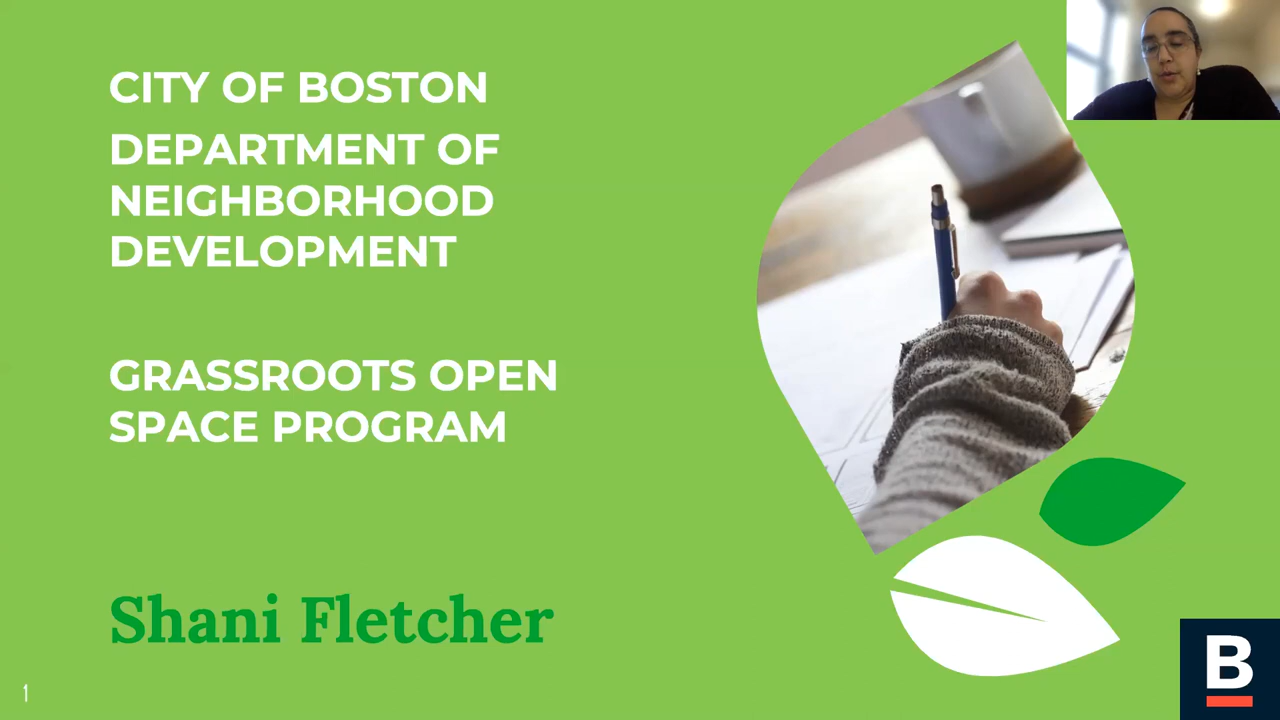 CITY OF BOSTON
DEPARTMENT OF
NEIGHBORHOOD
DEVELOPMENT
GRASSROOTS OPEN
SPACE PROGRAM
Shani Fletcher
1
B